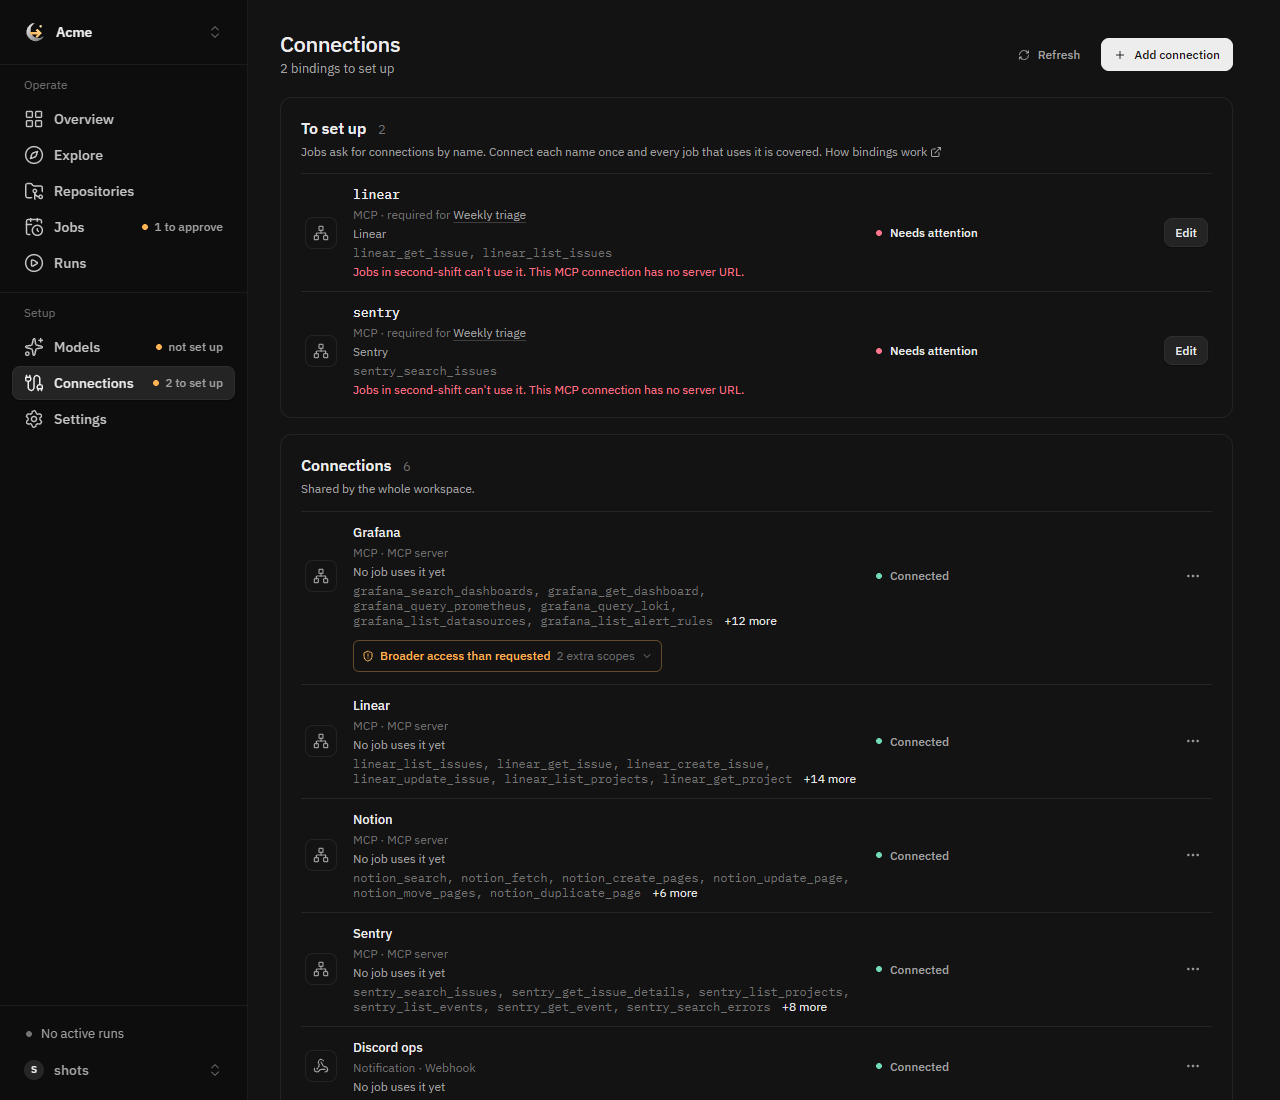 Acme
Operate
Overview
Explore
Repositories
Jobs
1 to approve
Runs
Setup
Models
not set up
Connections
2 to set up
Settings
No active runs
S
shots
Connections
2 bindings to set up
Refresh
Add connection
To set up 2
Jobs ask for connections by name. Connect each name once and every job that uses it is covered. How bindings work
linear
MCP · required for Weekly triage
Linear
linear_get_issue, linear_list_issues
Jobs in second-shift can't use it. This MCP connection has no server URL.
Needs attention
Edit
sentry
MCP · required for Weekly triage
Sentry
sentry_search_issues
Jobs in second-shift can't use it. This MCP connection has no server URL.
Needs attention
Edit
Connections 6
Shared by the whole workspace.
Grafana
MCP · MCP server
No job uses it yet
grafana_search_dashboards, grafana_get_dashboard,
grafana_query_prometheus, grafana_query_loki,
grafana_list_datasources, grafana_list_alert_rules +12 more
Broader access than requested 2 extra scopes
Connected
Linear
MCP · MCP server
No job uses it yet
linear_list_issues, linear_get_issue, linear_create_issue,
linear_update_issue, linear_list_projects, linear_get_project +14 more
Connected
Notion
MCP · MCP server
No job uses it yet
notion_search, notion_fetch, notion_create_pages, notion_update_page,
notion_move_pages, notion_duplicate_page +6 more
Connected
Sentry
MCP · MCP server
No job uses it yet
sentry_search_issues, sentry_get_issue_details, sentry_list_projects,
sentry_list_events, sentry_get_event, sentry_search_errors +8 more
Connected
Discord ops
Notification · Webhook
No job uses it yet
Connected